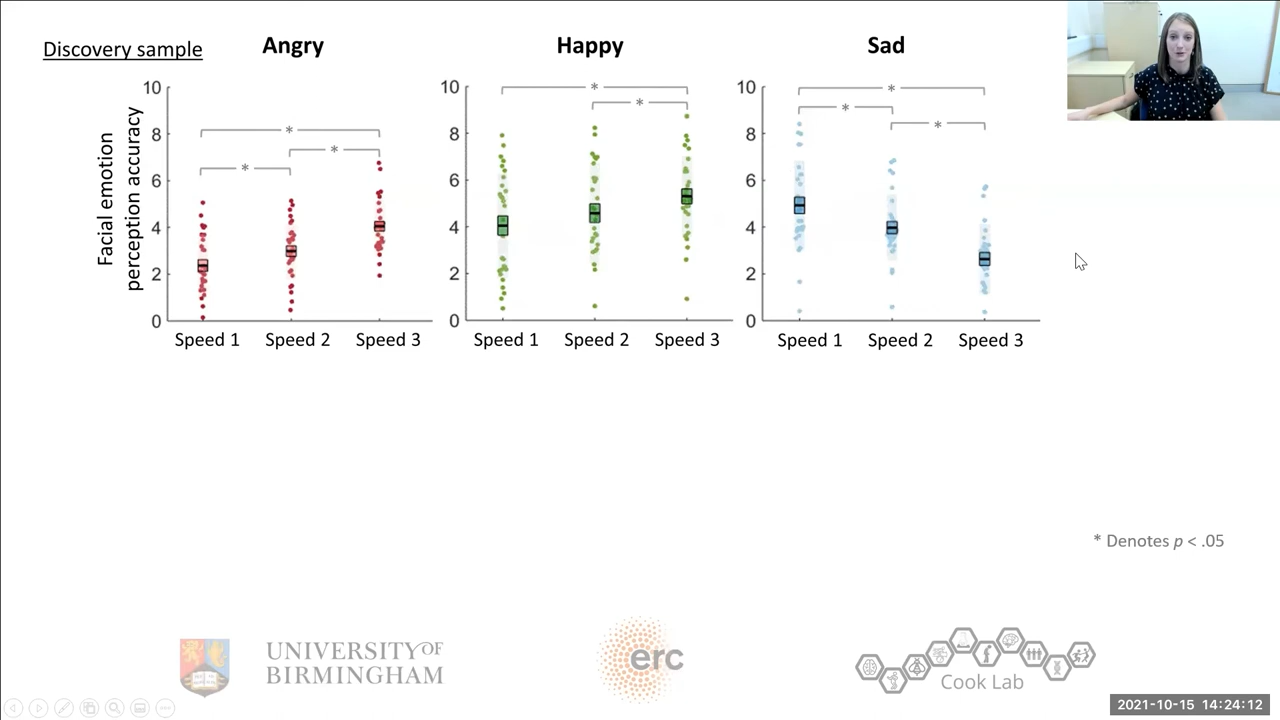 Discovery sample
Angry
Happy
Sad
Facial emotion
perception accuracy
10
8
6
4
2
0
* * *
Speed 1 Speed 2 Speed 3
10
8
6
4
2
0
* *
Speed 1 Speed 2 Speed 3
10
8
6
4
2
0
* * *
Speed 1 Speed 2 Speed 3
* Denotes p < .05
UNIVERSITY OF
BIRMINGHAM
erc
Cook Lab
2021-10-15 14:24:12